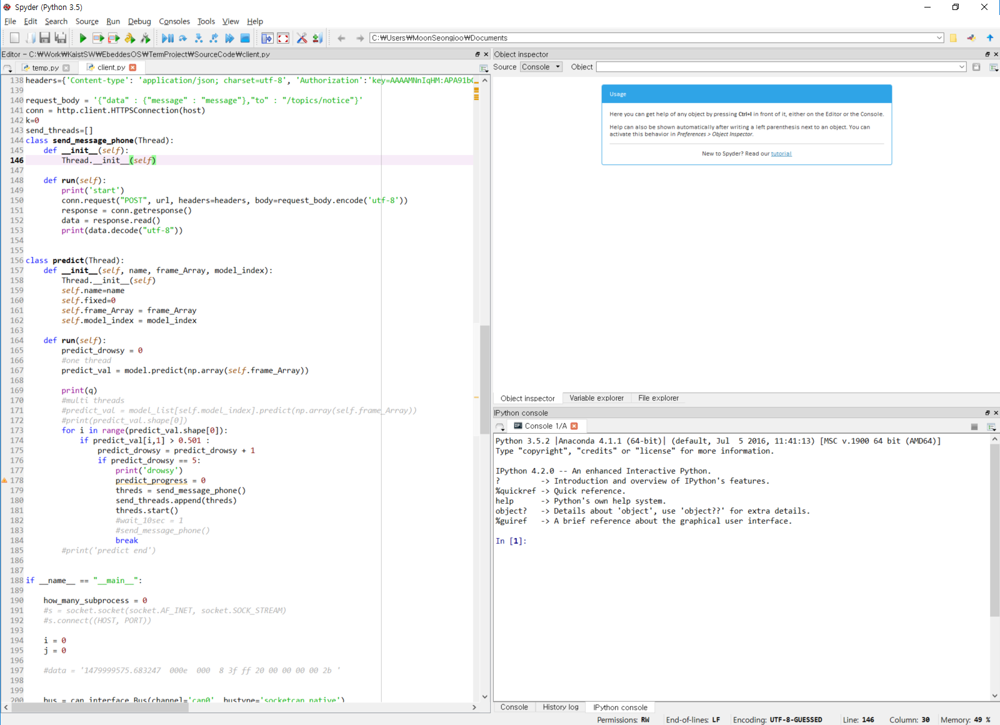 Spyder (Python 3.5)
File Edit Search Source Run Debug Consoles Tools View Help
C:￦Users￦MoonSeongjoo￦Documents
Editor - C:￦Work￦KaistSW￦EbeddesOS￦TermProject￦SourceCode￦client.py
temp.py client.py
138 headers={'Content-type': 'application/json; charset=utf-8', 'Authorization':'key=AAAAMNnIqHM:APA91b
139
140 request_body = '{"data" : {"message" : "message"},"to" : "/topics/notice"}'
141 conn = http.client.HTTPSConnection(host)
142 k=0
143 send_threads=[]
144 class send_message_phone(Thread):
145     def __init__(self):
146         Thread.__init__(self)
147
148     def run(self):
149         print('start')
150         conn.request("POST", url, headers=headers, body=request_body.encode('utf-8'))
151         response = conn.getresponse()
152         data = response.read()
153         print(data.decode("utf-8"))
154
155
156 class predict(Thread):
157     def __init__(self, name, frame_Array, model_index):
158         Thread.__init__(self)
159         self.name=name
160         self.fixed=0
161         self.frame_Array = frame_Array
162         self.model_index = model_index
163
164     def run(self):
165         predict_drowsy = 0
166         #one thread
167         predict_val = model.predict(np.array(self.frame_Array))
168
169         print(q)
170         #multi threads
171         #predict_val = model_list[self.model_index].predict(np.array(self.frame_Array))
172         #print(predict_val.shape[0])
173         for i in range(predict_val.shape[0]):
174             if predict_val[i,1] > 0.501 :
175                 predict_drowsy = predict_drowsy + 1
176                 if predict_drowsy == 5:
177                     print('drowsy')
178                     predict_progress = 0
179                     threds = send_message_phone()
180                     send_threads.append(threds)
181                     threds.start()
182                     #wait_10sec = 1
183                     #send_message_phone()
184                     break
185         #print('predict end')
186
187
188 if __name__ == "__main__":
189
190     how_many_subprocess = 0
191     #s = socket.socket(socket.AF_INET, socket.SOCK_STREAM)
192     #s.connect((HOST, PORT))
193
194     i = 0
195     j = 0
196
197     #data = '1479999575.683247  000e  000  8 3f ff 20 00 00 00 00 2b '
198
199
200     bus = can.interface.Bus(channel='can0', bustype='socketcan_native')
Object inspector
Source Console Object
Usage
Here you can get help of any object by pressing Ctrl+I in front of it, either on the Editor or the Console.
Help can also be shown automatically after writing a left parenthesis next to an object. You can
activate this behavior in Preferences > Object Inspector.
New to Spyder? Read our tutorial
Object inspector Variable explorer File explorer
IPython console
Console 1/A
Python 3.5.2 |Anaconda 4.1.1 (64-bit)| (default, Jul  5 2016, 11:41:13) [MSC v.1900 64 bit (AMD64)]
Type "copyright", "credits" or "license" for more information.
IPython 4.2.0 -- An enhanced Interactive Python.
?         -> Introduction and overview of IPython's features.
%quickref -> Quick reference.
help      -> Python's own help system.
object?   -> Details about 'object', use 'object??' for extra details.
%guiref   -> A brief reference about the graphical user interface.
In [1]:
Console History log IPython console
Permissions: RW End-of-lines: LF Encoding: UTF-8-GUESSED Line: 146 Column: 30 Memory: 49 %